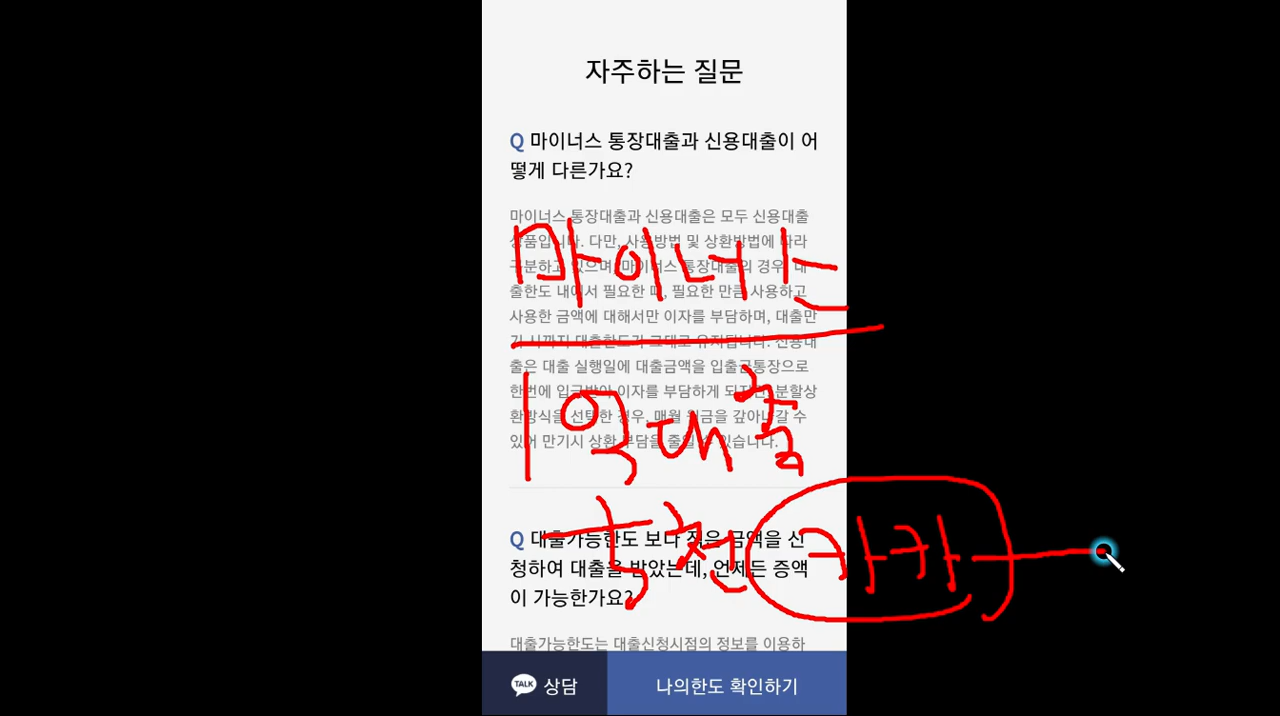 자주하는 질문
Q 마이너스 통장대출과 신용대출이 어
떻게 다른가요?
마이너스 통장대출과 신용대출은 모두 신용대출
상품입니다. 다만, 사용방법 및 상환방법에 따라
구분하고 있으며, 마이너스 통장대출의 경우, 대
마이너스
출한도 내에서 필요한 때, 필요한 만큼 사용하고
사용한 금액에 대해서만 이자를 부담하며, 대출만
기 시까지 대출한도가 그대로 유지됩니다. 신용대
출은 대출 실행일에 대출금액을 입출금통장으로
한번에 입금받아 이자를 부담하게 되지만, 분할상
1억대출
환방식을 선택한 경우, 매월 원금을 갚아나갈 수
있어 만기시 상환 부담을 줄일 수 있습니다.
Q 대출가능한도 보다 적은 금액을 신
청하여 대출을 받았는데, 언제든 증액
이 가능한가요?
대출가능한도는 대출신청시점의 정보를 이용하
TALK 상담
나의한도 확인하기